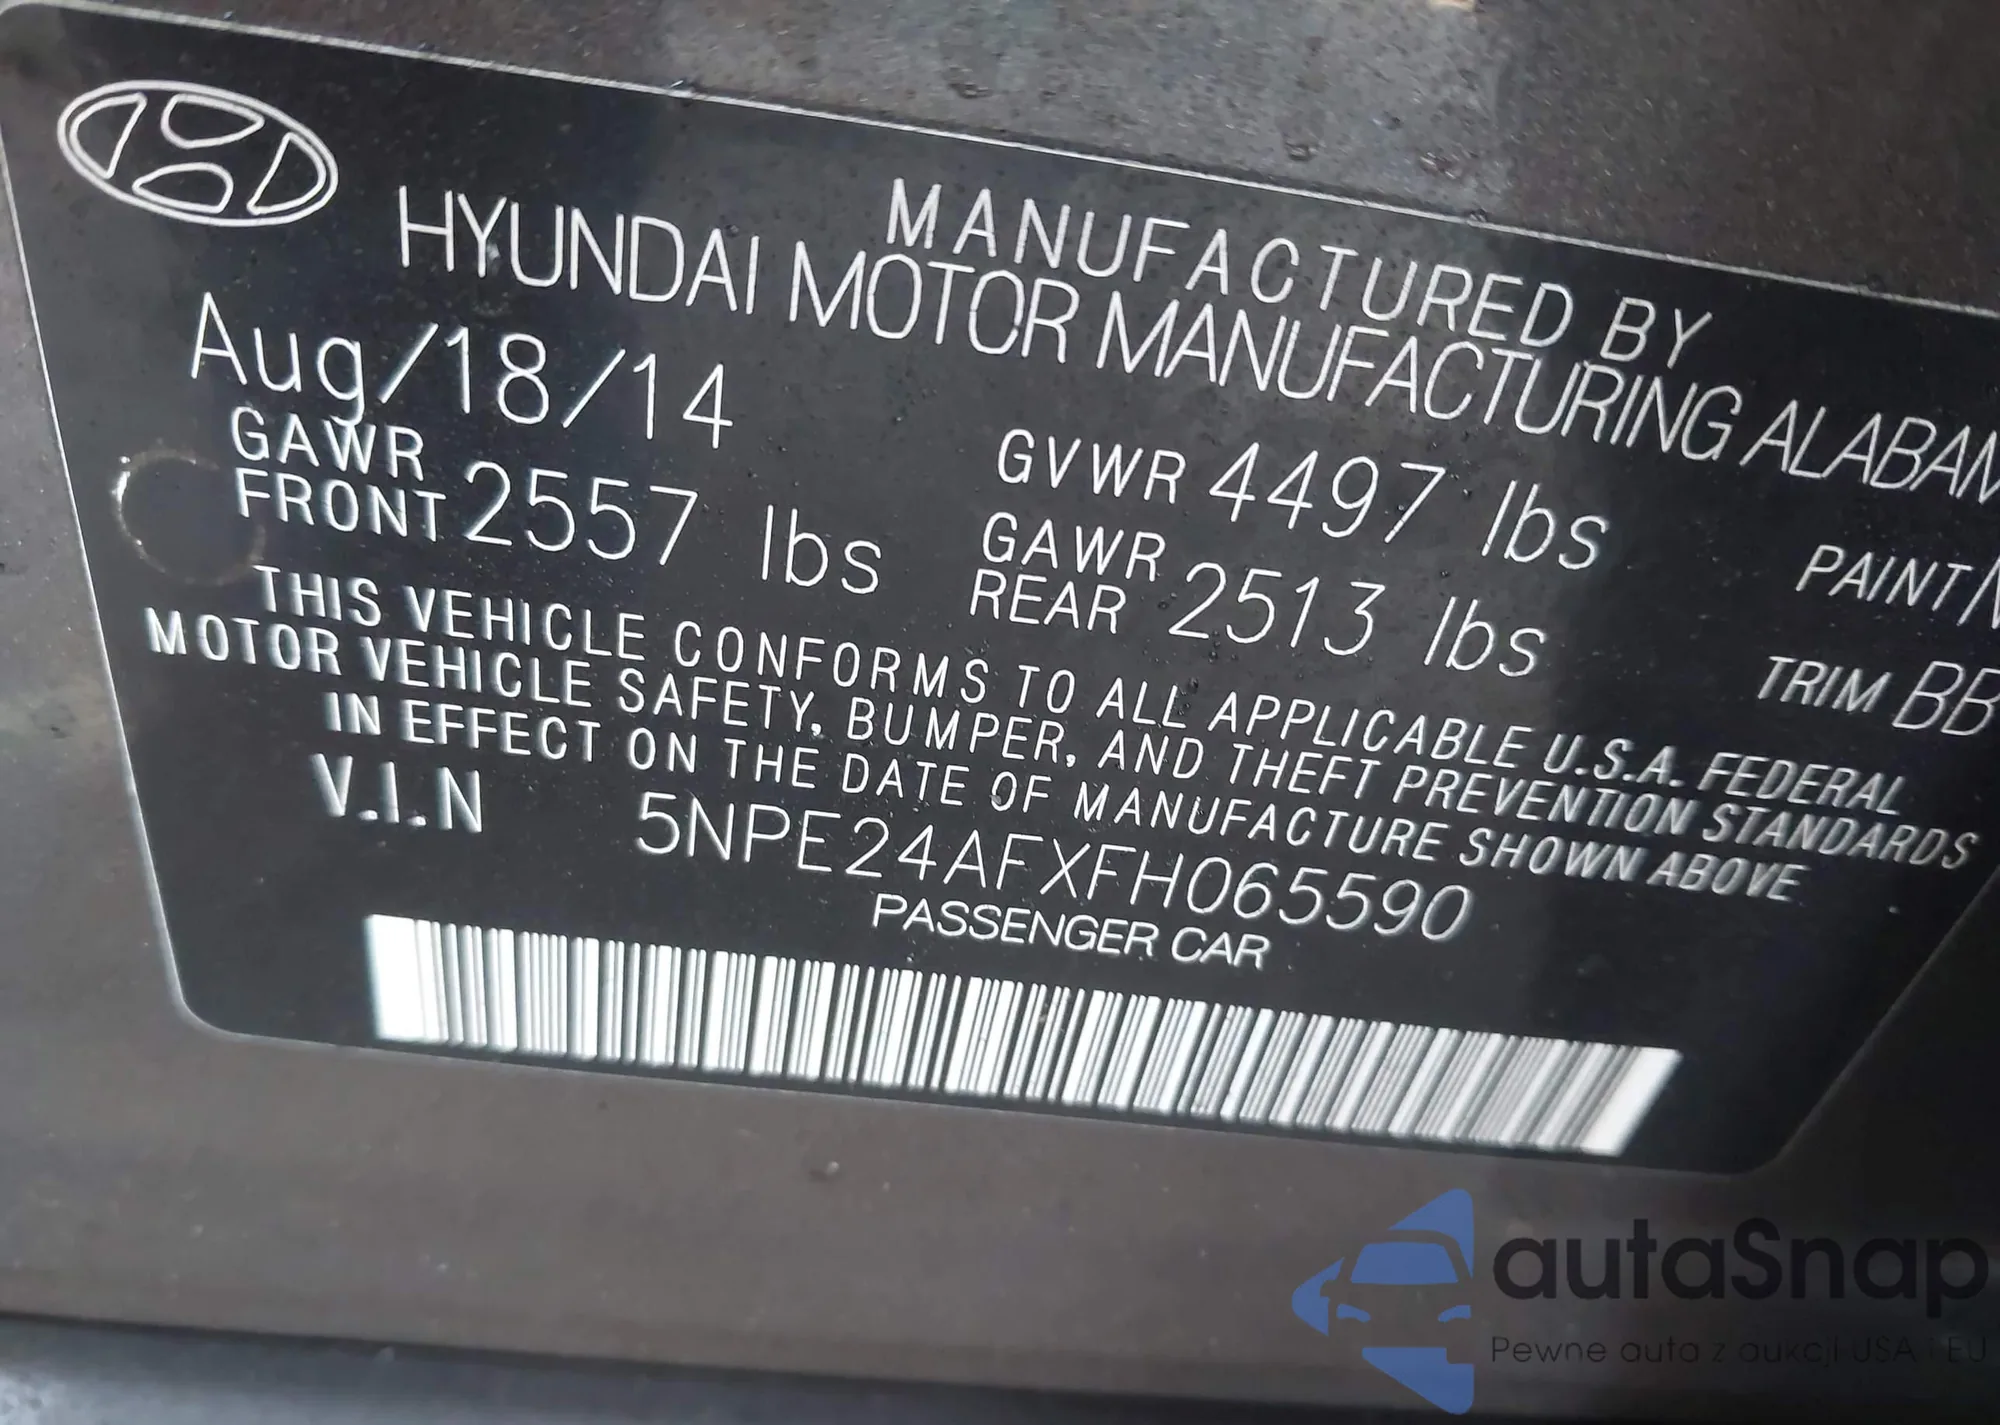 MANUFACTURED BY
HYUNDAI MOTOR MANUFACTURING ALABAM
Aug/18/14
GVWR 4497 lbs
PAINT N
GAWR FRONT 2557 lbs
GAWR REAR 2513 lbs
TRIM BB
THIS VEHICLE CONFORMS TO ALL APPLICABLE U.S.A. FEDERAL
MOTOR VEHICLE SAFETY, BUMPER, AND THEFT PREVENTION STANDARDS
IN EFFECT ON THE DATE OF MANUFACTURE SHOWN ABOVE.
V.I.N 5NPE24AFXFH065590
PASSENGER CAR
autaSnap
Pewne auta z aukcji USA i EU